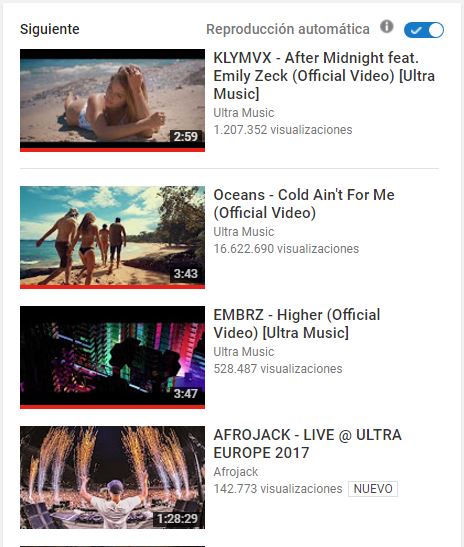 Siguiente
Reproducción automática
KLYMVX - After Midnight feat.
Emily Zeck (Official Video) [Ultra
Music]
Ultra Music
1.207.352 visualizaciones
2:59
Oceans - Cold Ain't For Me
(Official Video)
Ultra Music
16.622.690 visualizaciones
3:43
EMBRZ - Higher (Official
Video) [Ultra Music]
Ultra Music
528.487 visualizaciones
3:47
AFROJACK - LIVE @ ULTRA
EUROPE 2017
Afrojack
142.773 visualizaciones NUEVO
1:28:29